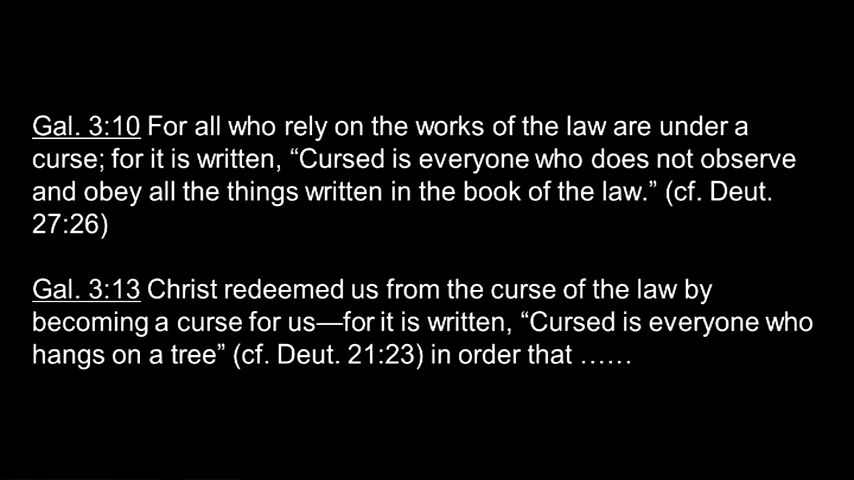 Gal. 3:10 For all who rely on the works of the law are under a
curse; for it is written, “Cursed is everyone who does not observe
and obey all the things written in the book of the law.” (cf. Deut.
27:26)
Gal. 3:13 Christ redeemed us from the curse of the law by
becoming a curse for us—for it is written, “Cursed is everyone who
hangs on a tree” (cf. Deut. 21:23) in order that ……